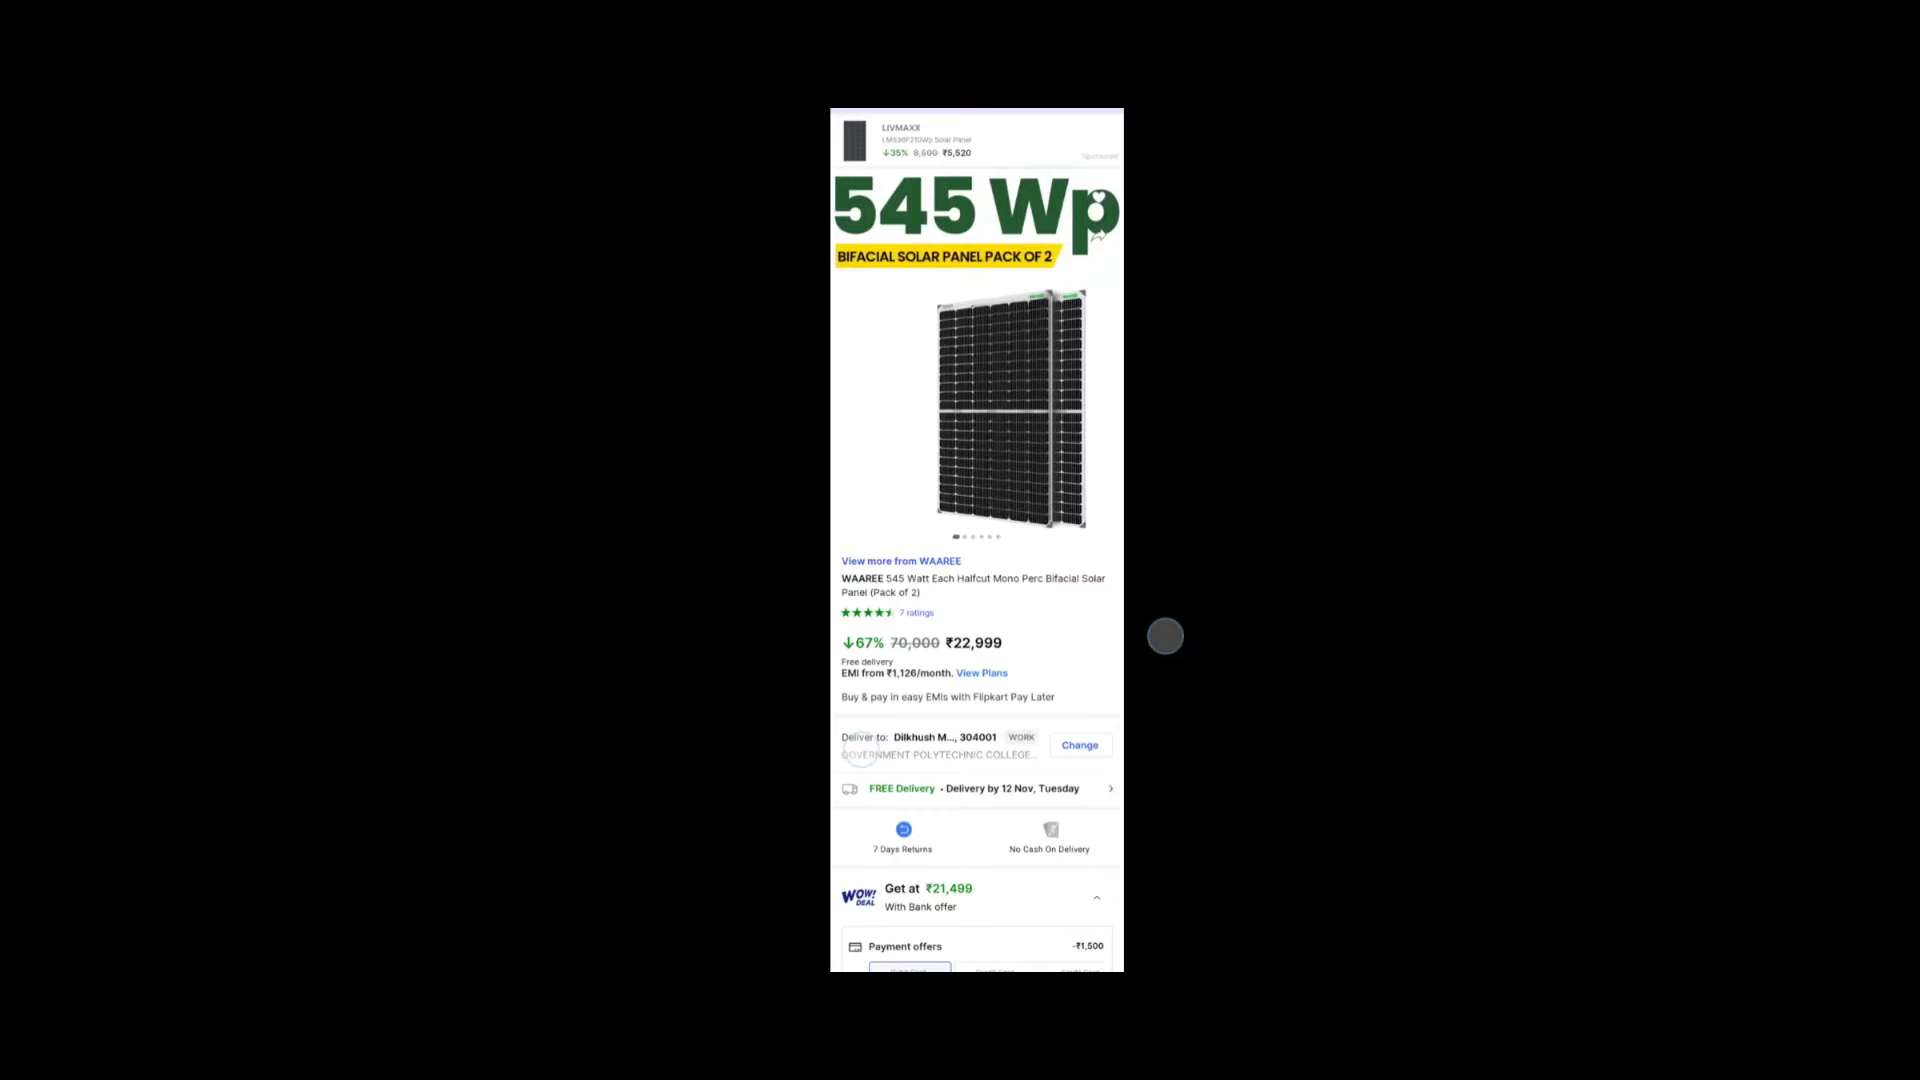 LIVMAXX
LMS36F210Wp Solar Panel
↓35% 8,500 ₹5,520
Sponsored
545 Wp
BIFACIAL SOLAR PANEL PACK OF 2
View more from WAAREE
WAAREE 545 Watt Each Halfcut Mono Perc Bifacial Solar
Panel (Pack of 2)
7 ratings
↓67% 70,000 ₹22,999
Free delivery
EMI from ₹1,126/month. View Plans
Buy & pay in easy EMIs with Flipkart Pay Later
Deliver to: Dilkhush M..., 304001 WORK
Change
GOVERNMENT POLYTECHNIC COLLEGE...
FREE Delivery • Delivery by 12 Nov, Tuesday
7 Days Returns
No Cash On Delivery
WOW! DEAL
Get at ₹21,499
With Bank offer
Payment offers -₹1,500